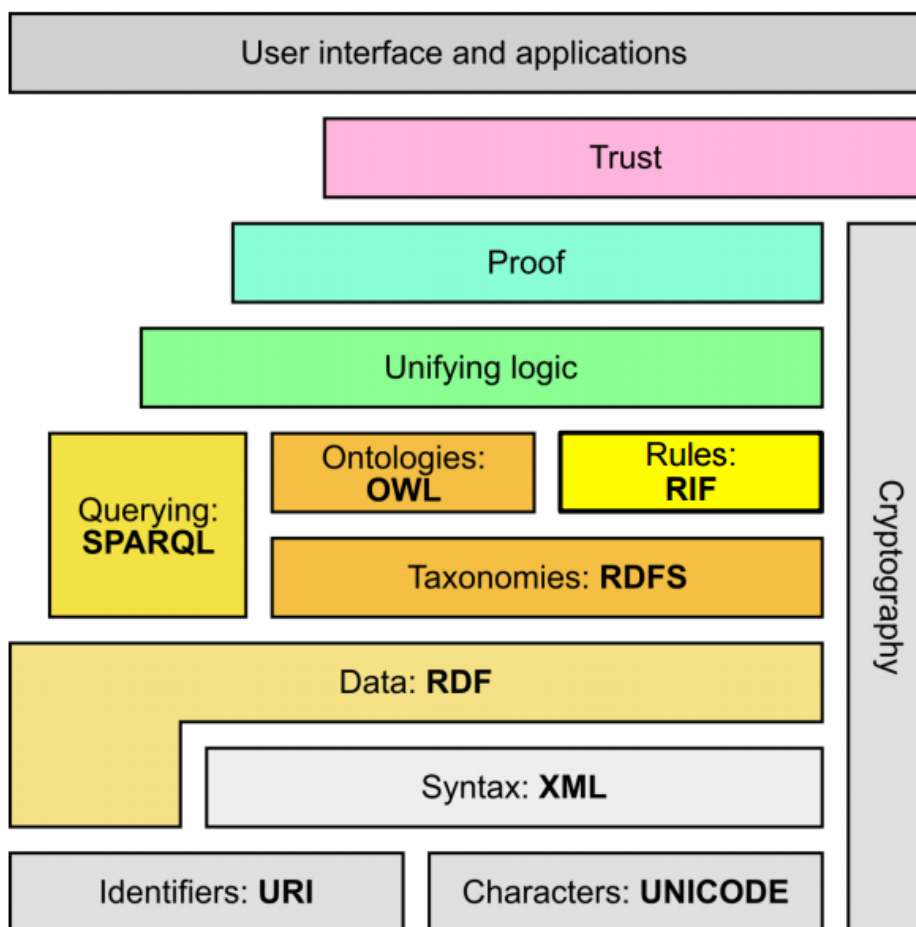 User interface and applications
Trust
Proof
Unifying logic
Ontologies:
OWL
Rules:
RIF
Querying:
SPARQL
Taxonomies: RDFS
Cryptography
Data: RDF
Syntax: XML
Identifiers: URI
Characters: UNICODE